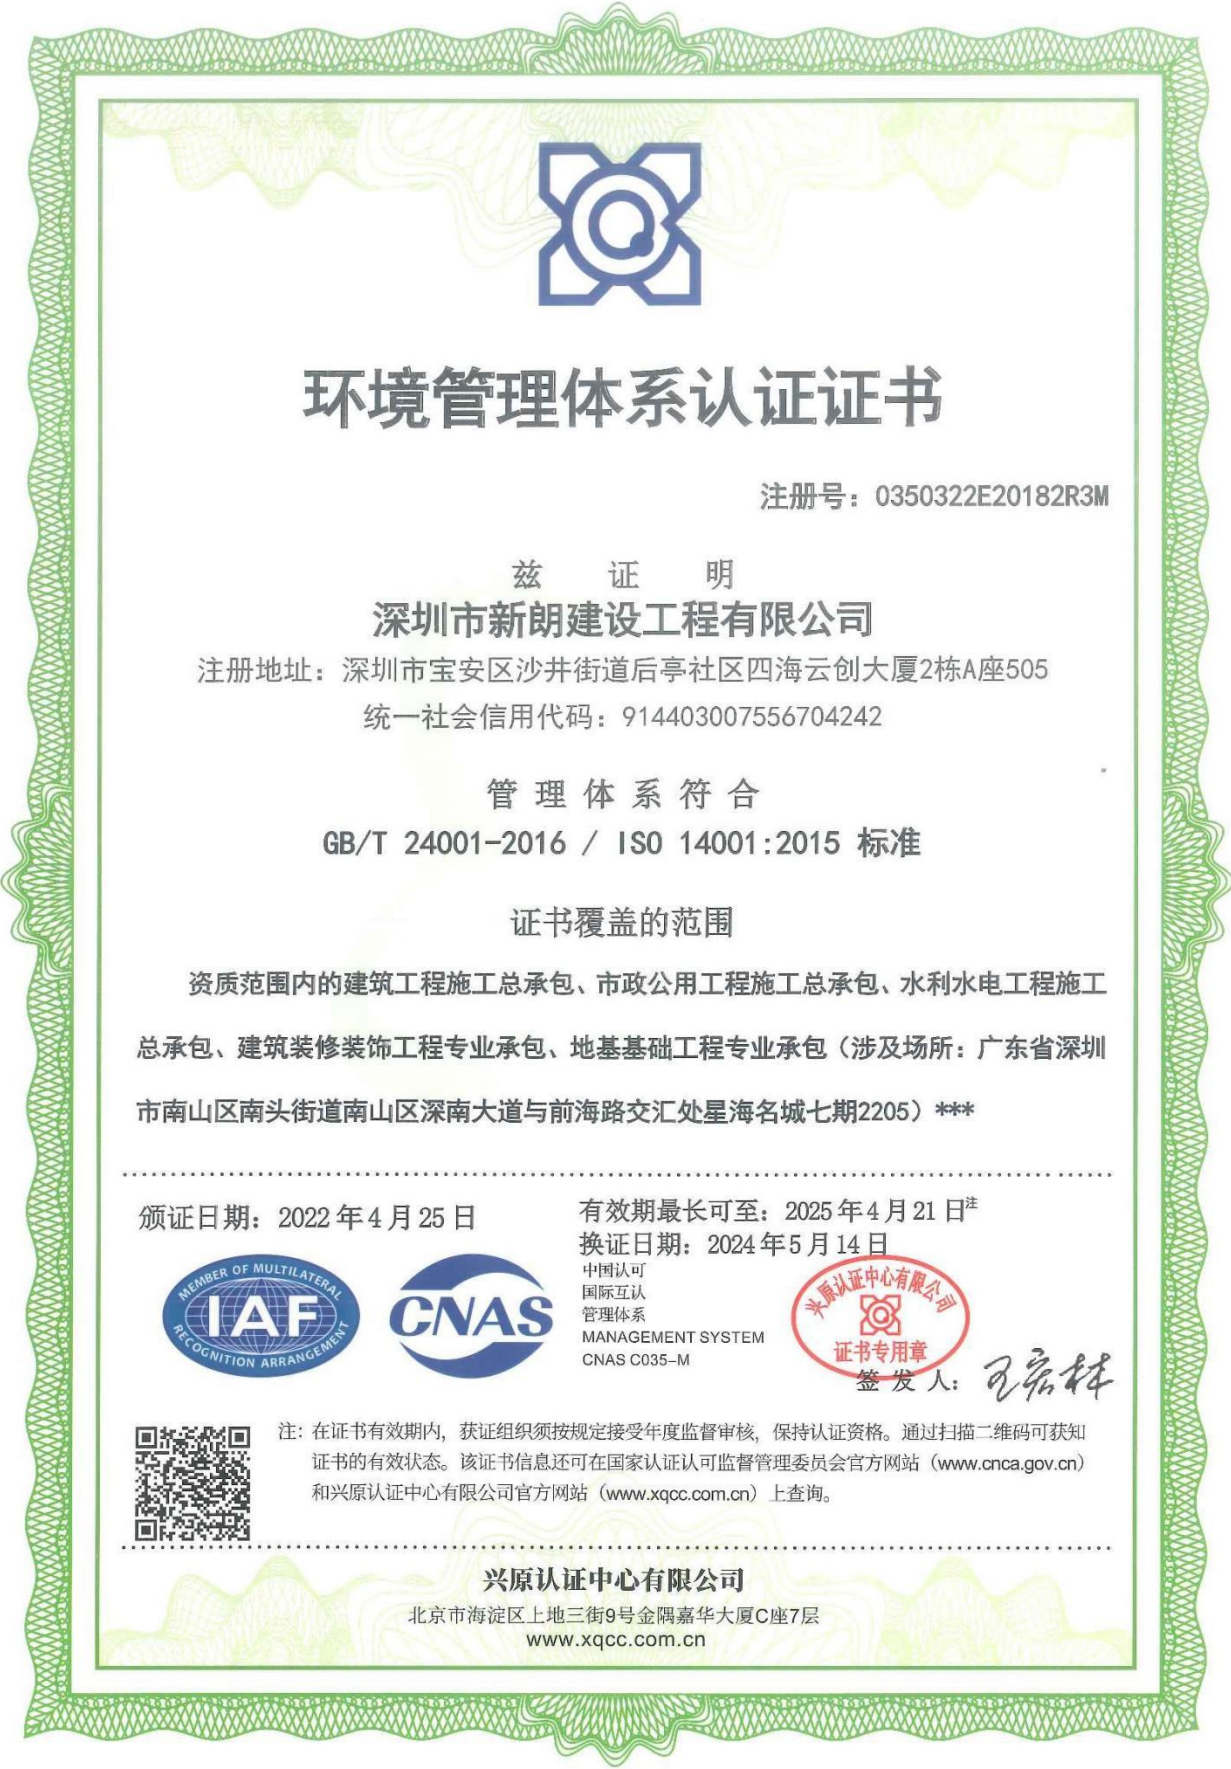 环境管理体系认证证书
注册号：0350322E20182R3M
兹 证 明
深圳市新朗建设工程有限公司
注册地址：深圳市宝安区沙井街道后亭社区四海云创大厦2栋A座505
统一社会信用代码：914403007556704242
管理体系符合
GB/T 24001-2016 / ISO 14001:2015 标准
证书覆盖的范围
资质范围内的建筑工程施工总承包、市政公用工程施工总承包、水利水电工程施工
总承包、建筑装修装饰工程专业承包、地基基础工程专业承包（涉及场所：广东省深圳
市南山区南头街道南山区深南大道与前海路交汇处星海名城七期2205）***
颁证日期：2022年4月25日
有效期最长可至：2025年4月21日注
换证日期：2024年5月14日
MEMBER OF MULTILATERAL
IAF
RECOGNITION ARRANGEMENT
CNAS
中国认可
国际互认
管理体系
MANAGEMENT SYSTEM
CNAS C035-M
兴原认证中心有限公司
证书专用章
签发人：王宏林
注：在证书有效期内，获证组织须按规定接受年度监督审核，保持认证资格。通过扫描二维码可获知
证书的有效状态。该证书信息还可在国家认证认可监督管理委员会官方网站（www.cnca.gov.cn）
和兴原认证中心有限公司官方网站（www.xqcc.com.cn）上查询。
兴原认证中心有限公司
北京市海淀区上地三街9号金隅嘉华大厦C座7层
www.xqcc.com.cn